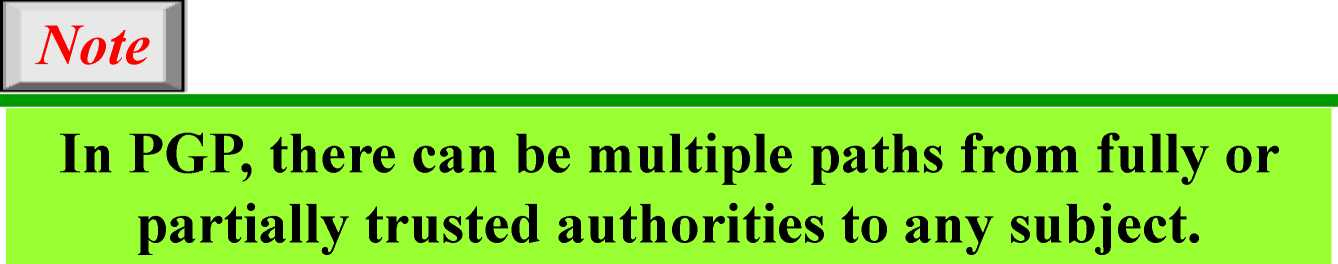 Note
In PGP, there can be multiple paths from fully or
partially trusted authorities to any subject.